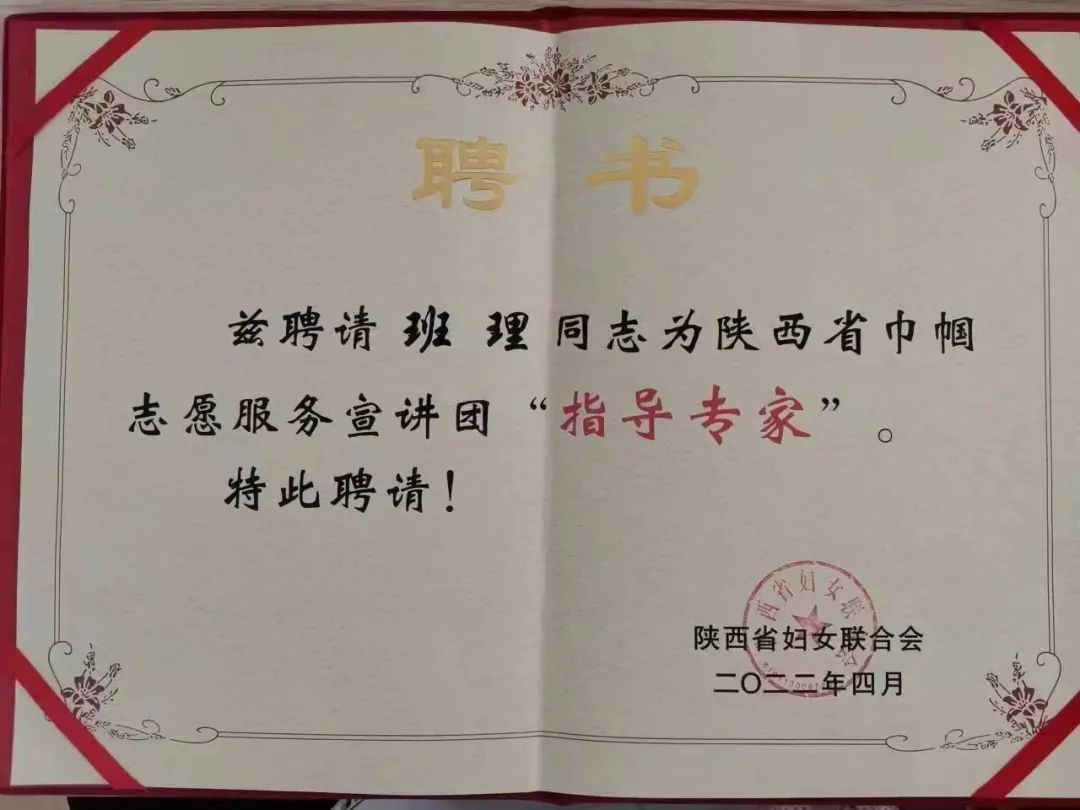 聘书
兹聘请 班 理 同志为陕西省巾帼
志愿服务宣讲团“指导专家”。
特此聘请！
陕西省妇女联合会
二〇二二年四月